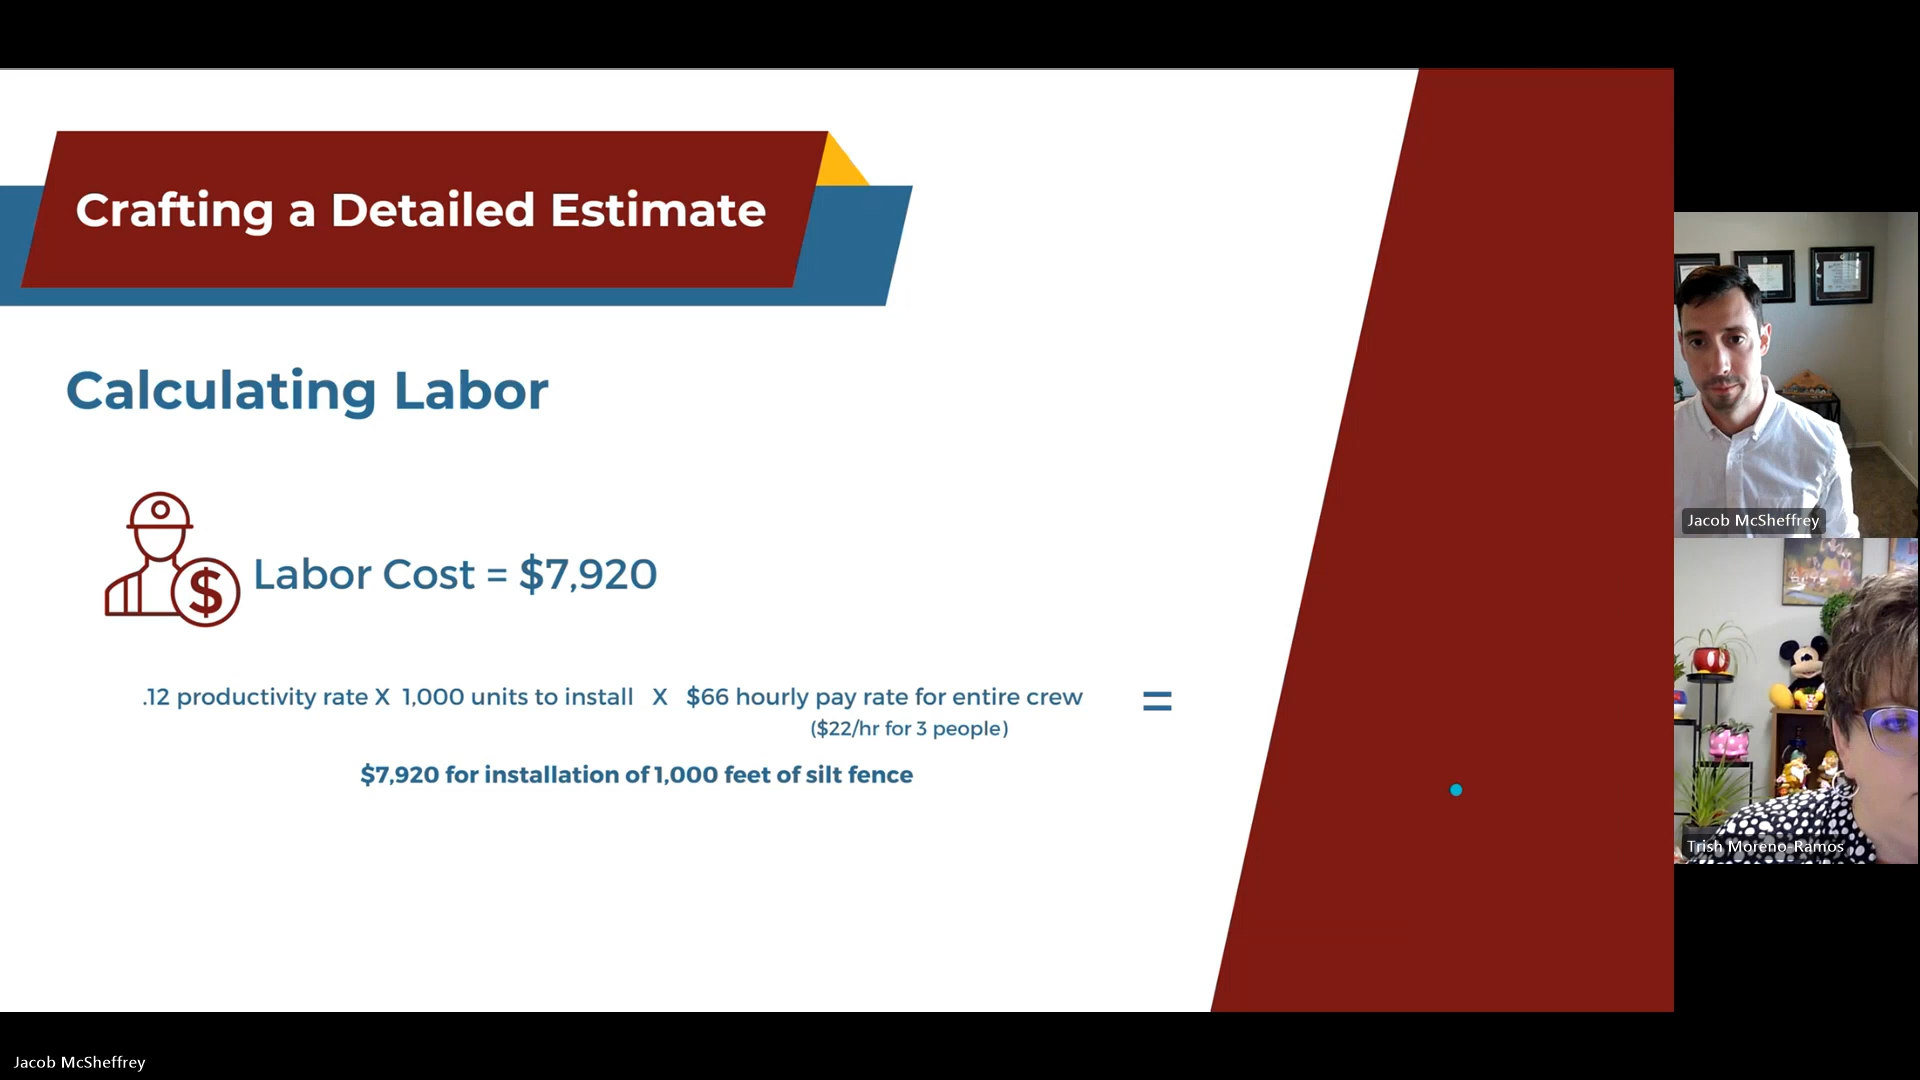 Crafting a Detailed Estimate
Calculating Labor
$ Labor Cost = $7,920
.12 productivity rate X 1,000 units to install X $66 hourly pay rate for entire crew =
($22/hr for 3 people)
$7,920 for installation of 1,000 feet of silt fence
Jacob McSheffrey
Trish Moreno-Ramos
Jacob McSheffrey